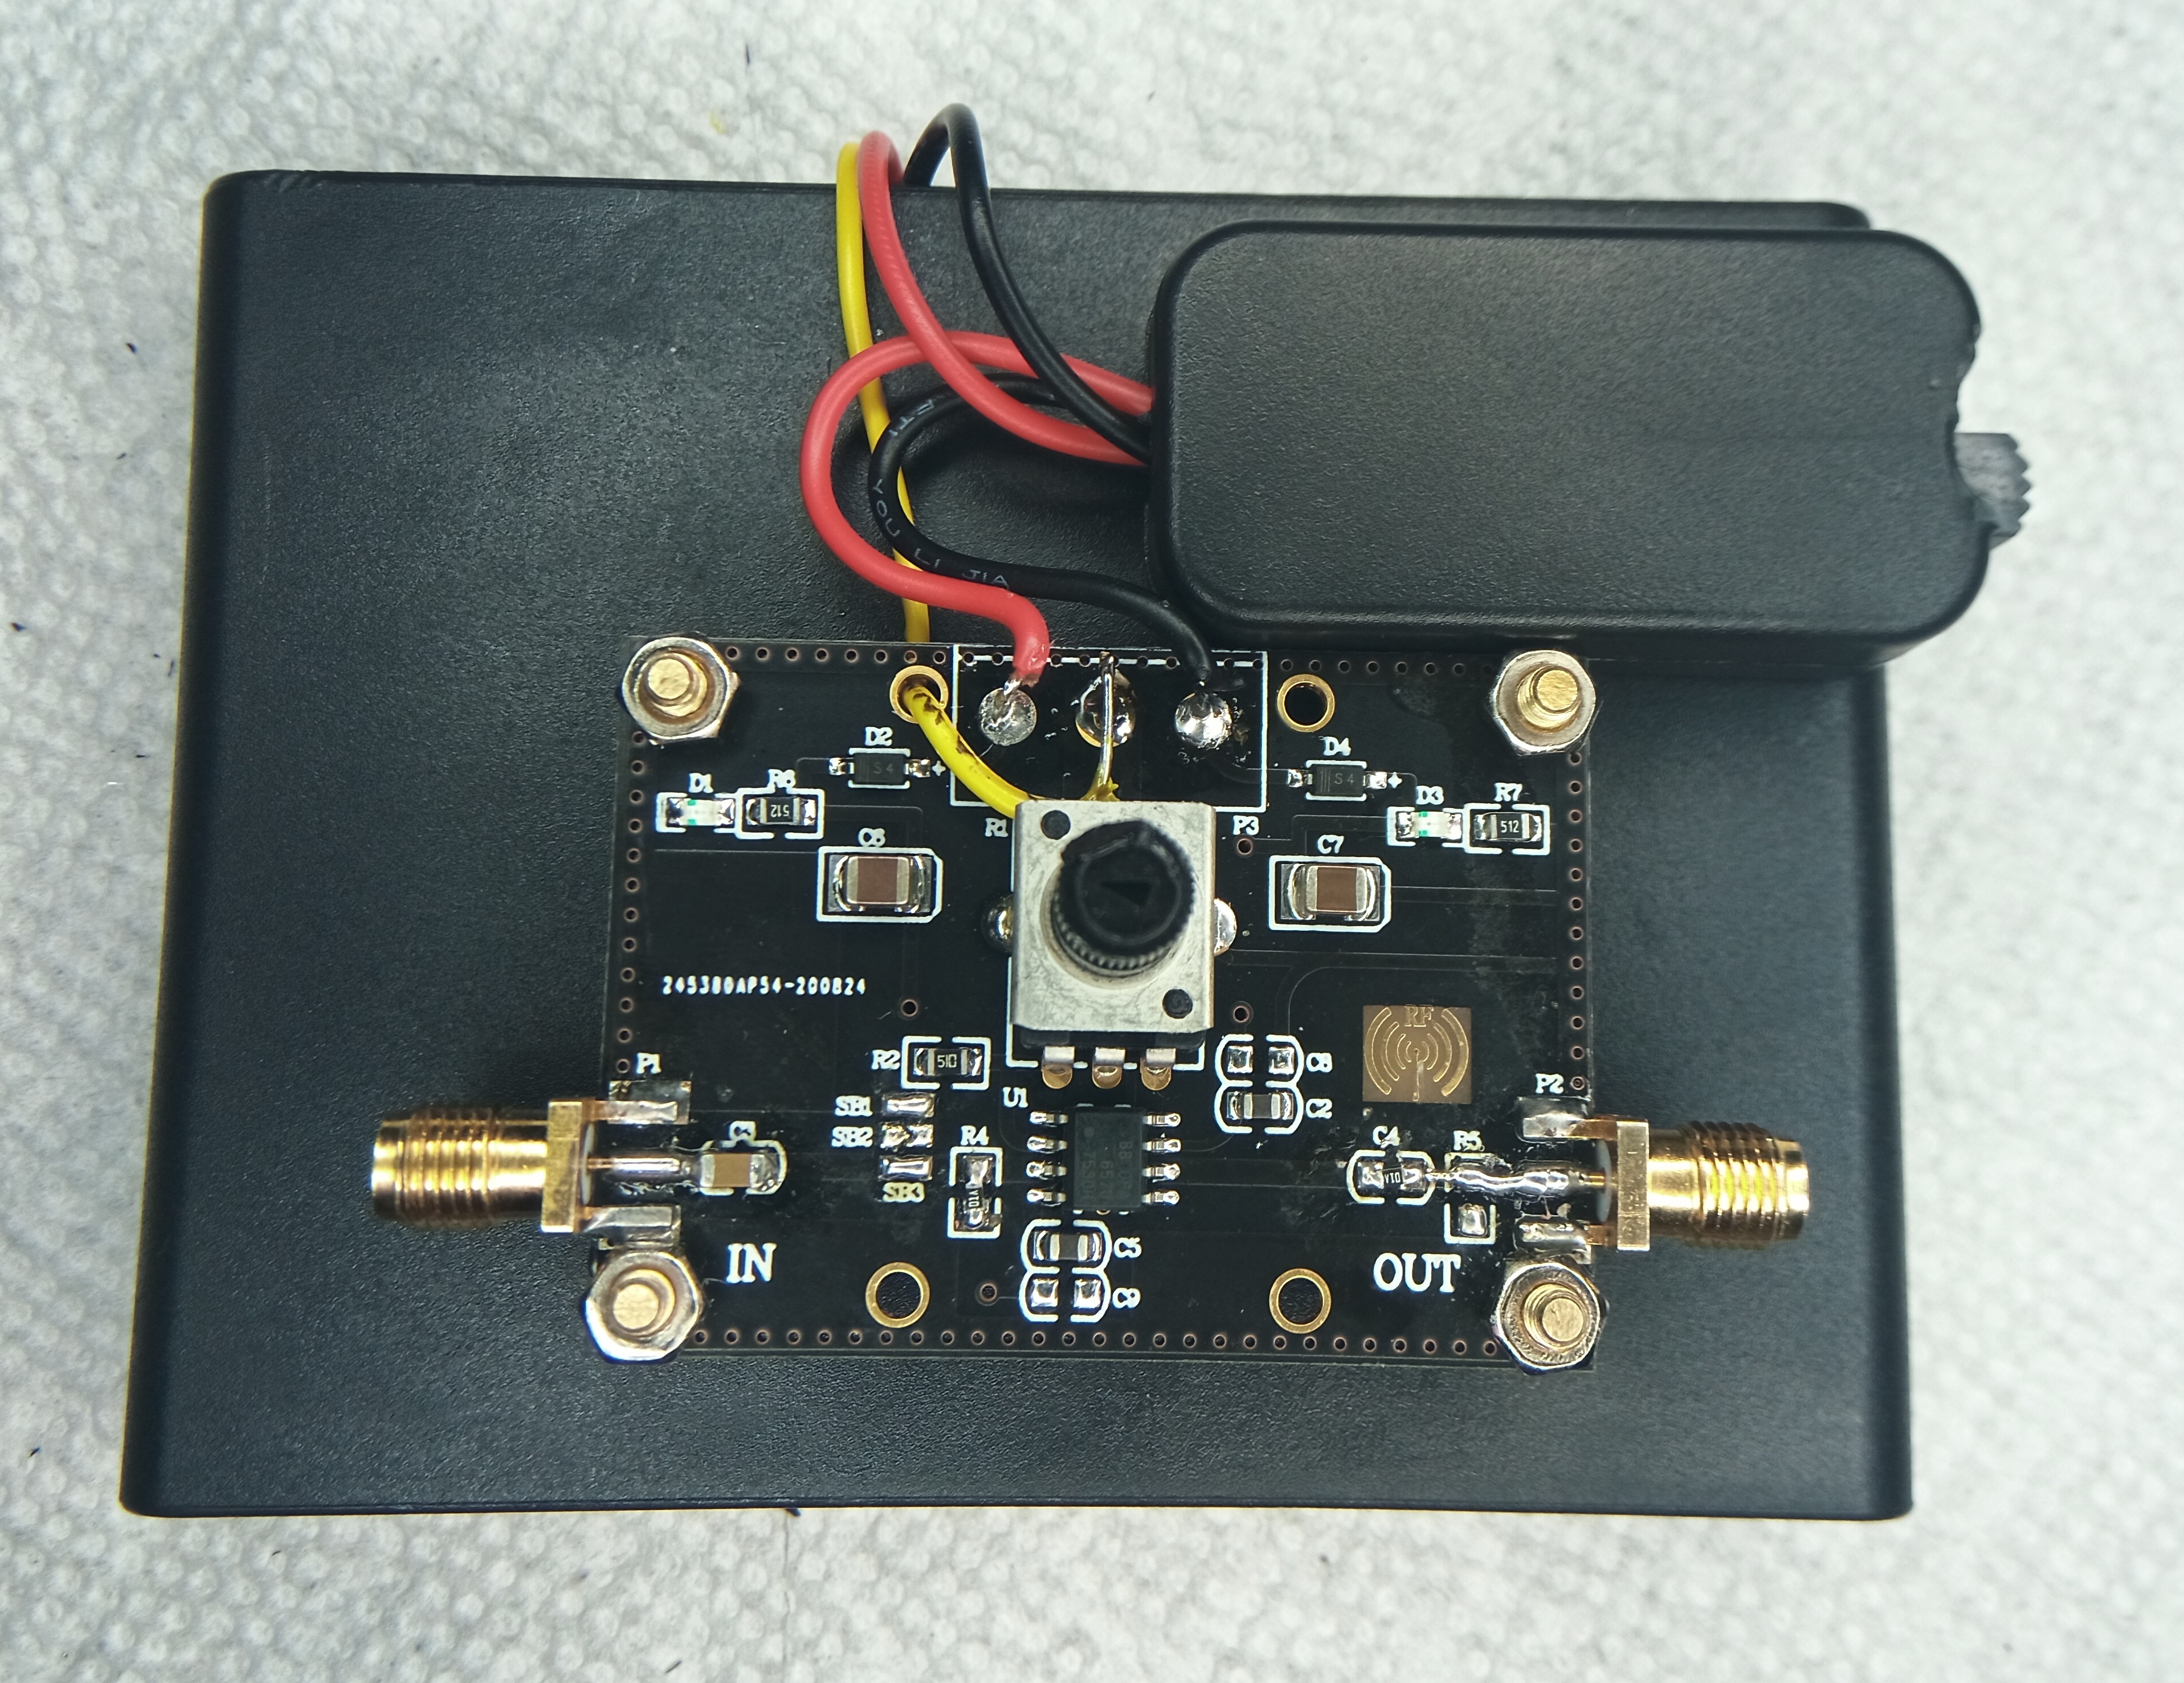 YOU LI JIA
D2
S4
D4
S4
D1
R6
512
D3
R7
512
R1
P3
C6
C7
245380AP54-200824
RF
R2
510
C8
C2
P1
P2
U1
SB1
SB2
SB3
C3
R4
C4
R5
C5
C9
IN
OUT